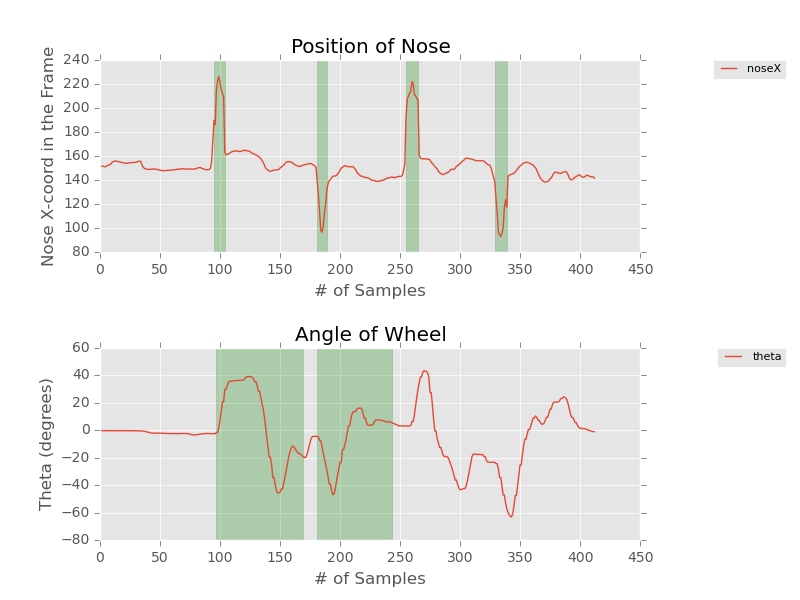 Position of Nose
Nose X-coord in the Frame
240
220
200
180
160
140
120
100
80
0 50 100 150 200 250 300 350 400 450
# of Samples
noseX
Angle of Wheel
Theta (degrees)
60
40
20
0
−20
−40
−60
−80
0 50 100 150 200 250 300 350 400 450
# of Samples
theta